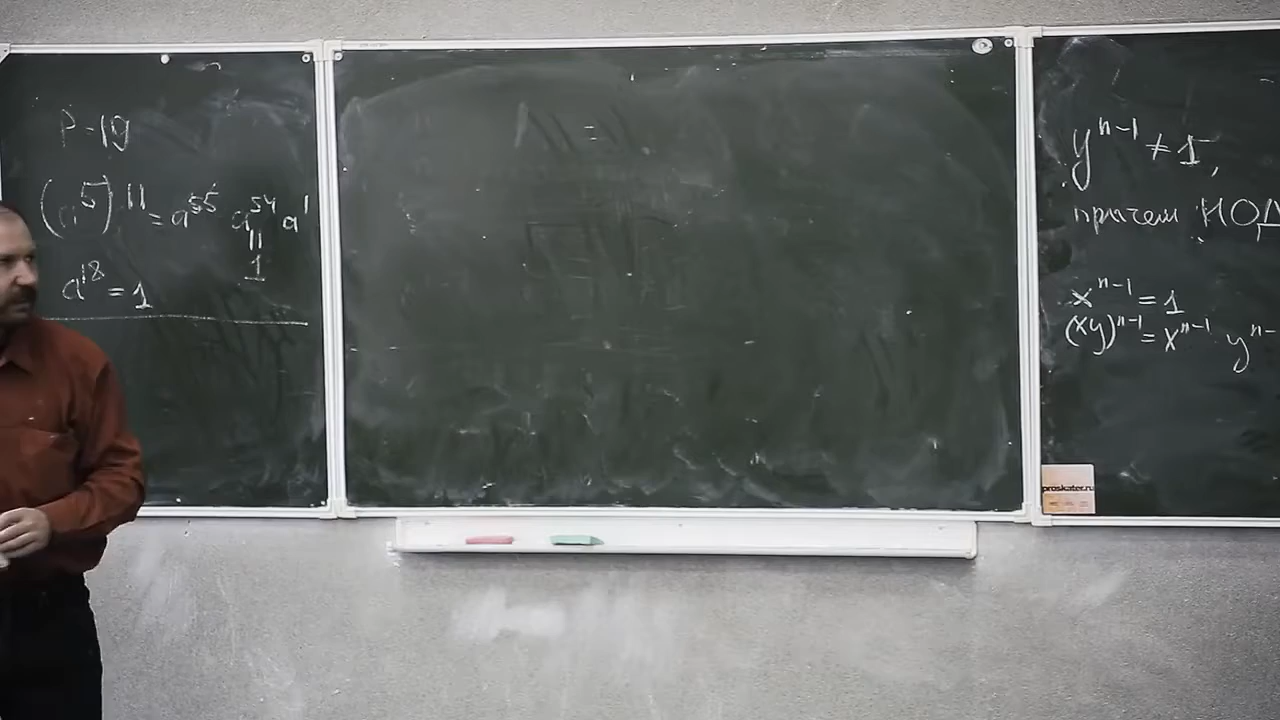 P-19
(a⁵)¹¹ = a⁵⁵ a⁵⁴ a¹
11
1
a¹⁸ = 1
yⁿ⁻¹ ≠ 1,
причем НОД
xⁿ⁻¹ = 1
(xy)ⁿ⁻¹ = xⁿ⁻¹ · yⁿ⁻
proskater.ru